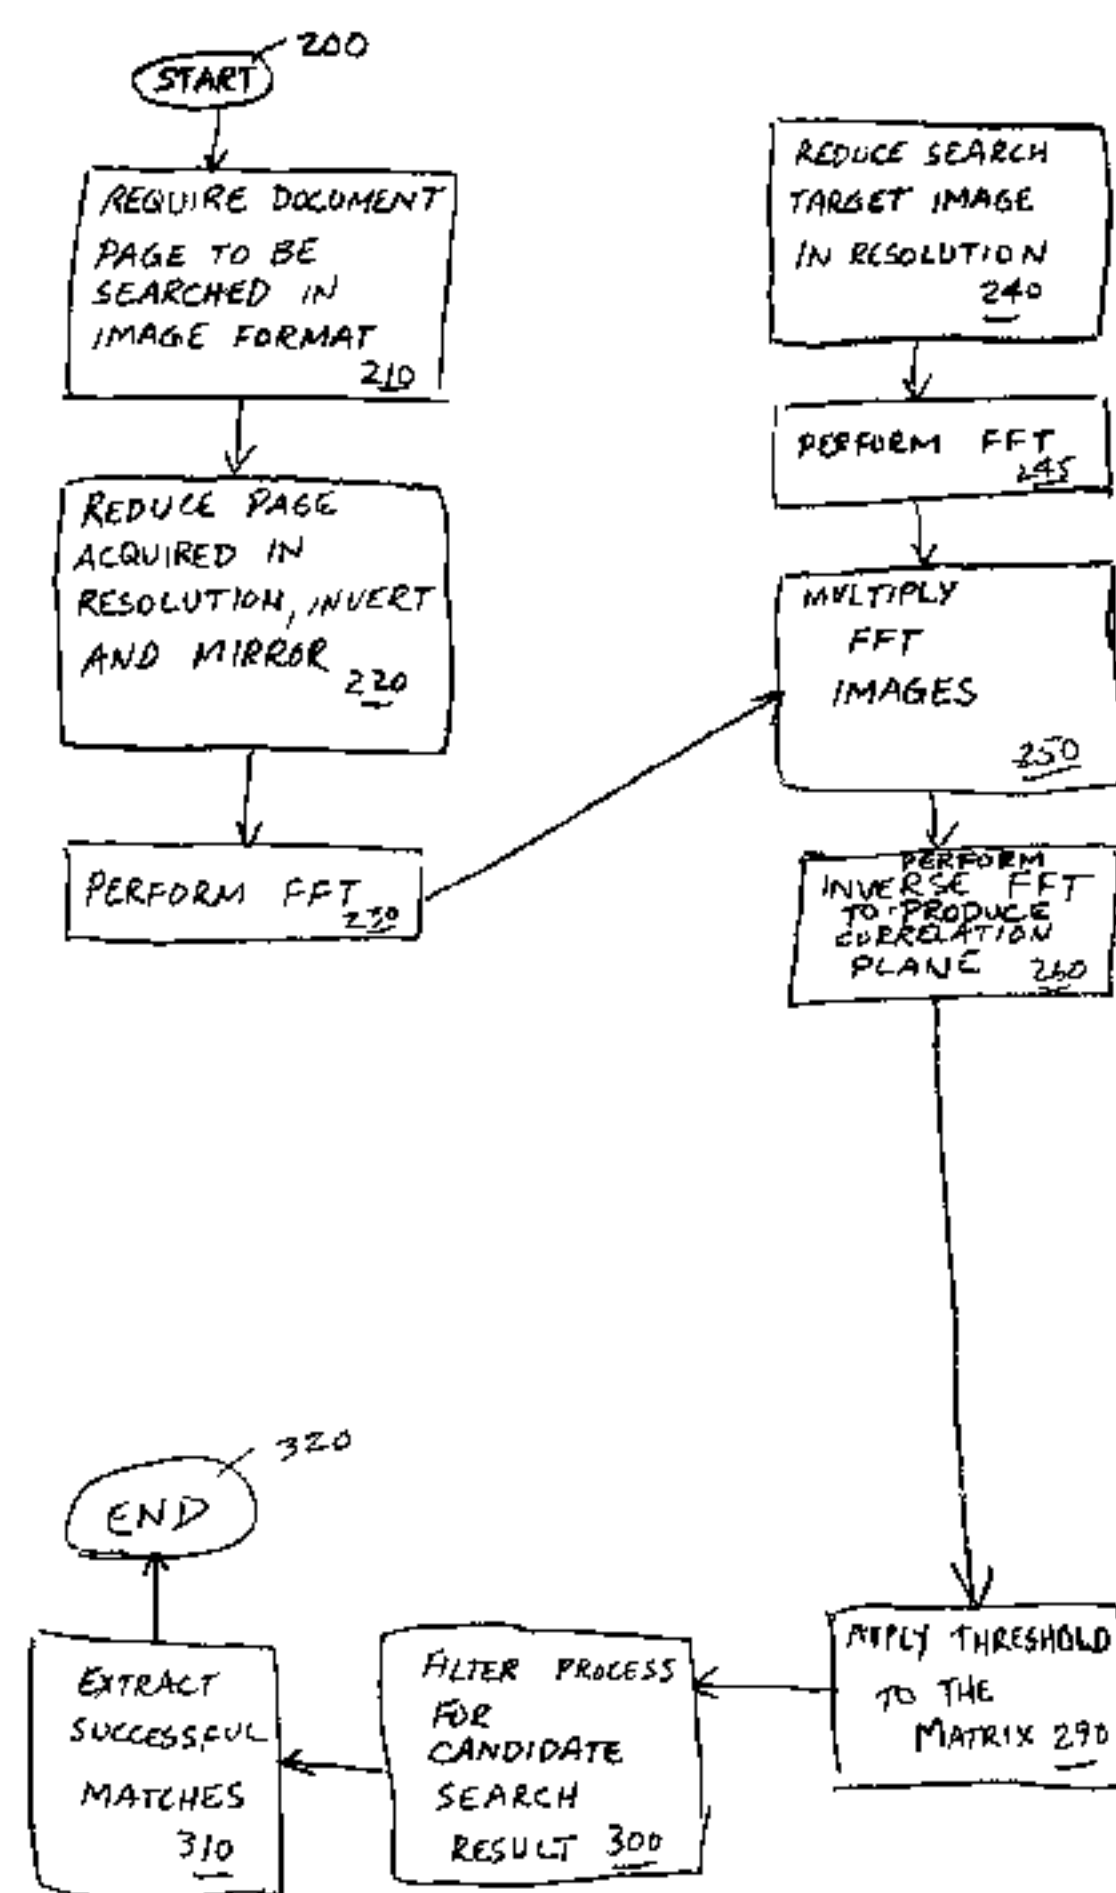 200
START
REQUIRE DOCUMENT
PAGE TO BE
SEARCHED IN
IMAGE FORMAT
210
REDUCE PAGE
ACQUIRED IN
RESOLUTION, INVERT
AND MIRROR
220
PERFORM FFT
230
REDUCE SEARCH
TARGET IMAGE
IN RESOLUTION
240
PERFORM FFT
245
MULTIPLY
FFT
IMAGES
250
PERFORM
INVERSE FFT
TO PRODUCE
CORRELATION
PLANE 260
APPLY THRESHOLD
TO THE
MATRIX 290
FILTER PROCESS
FOR
CANDIDATE
SEARCH
RESULT 300
EXTRACT
SUCCESSFUL
MATCHES
310
320
END